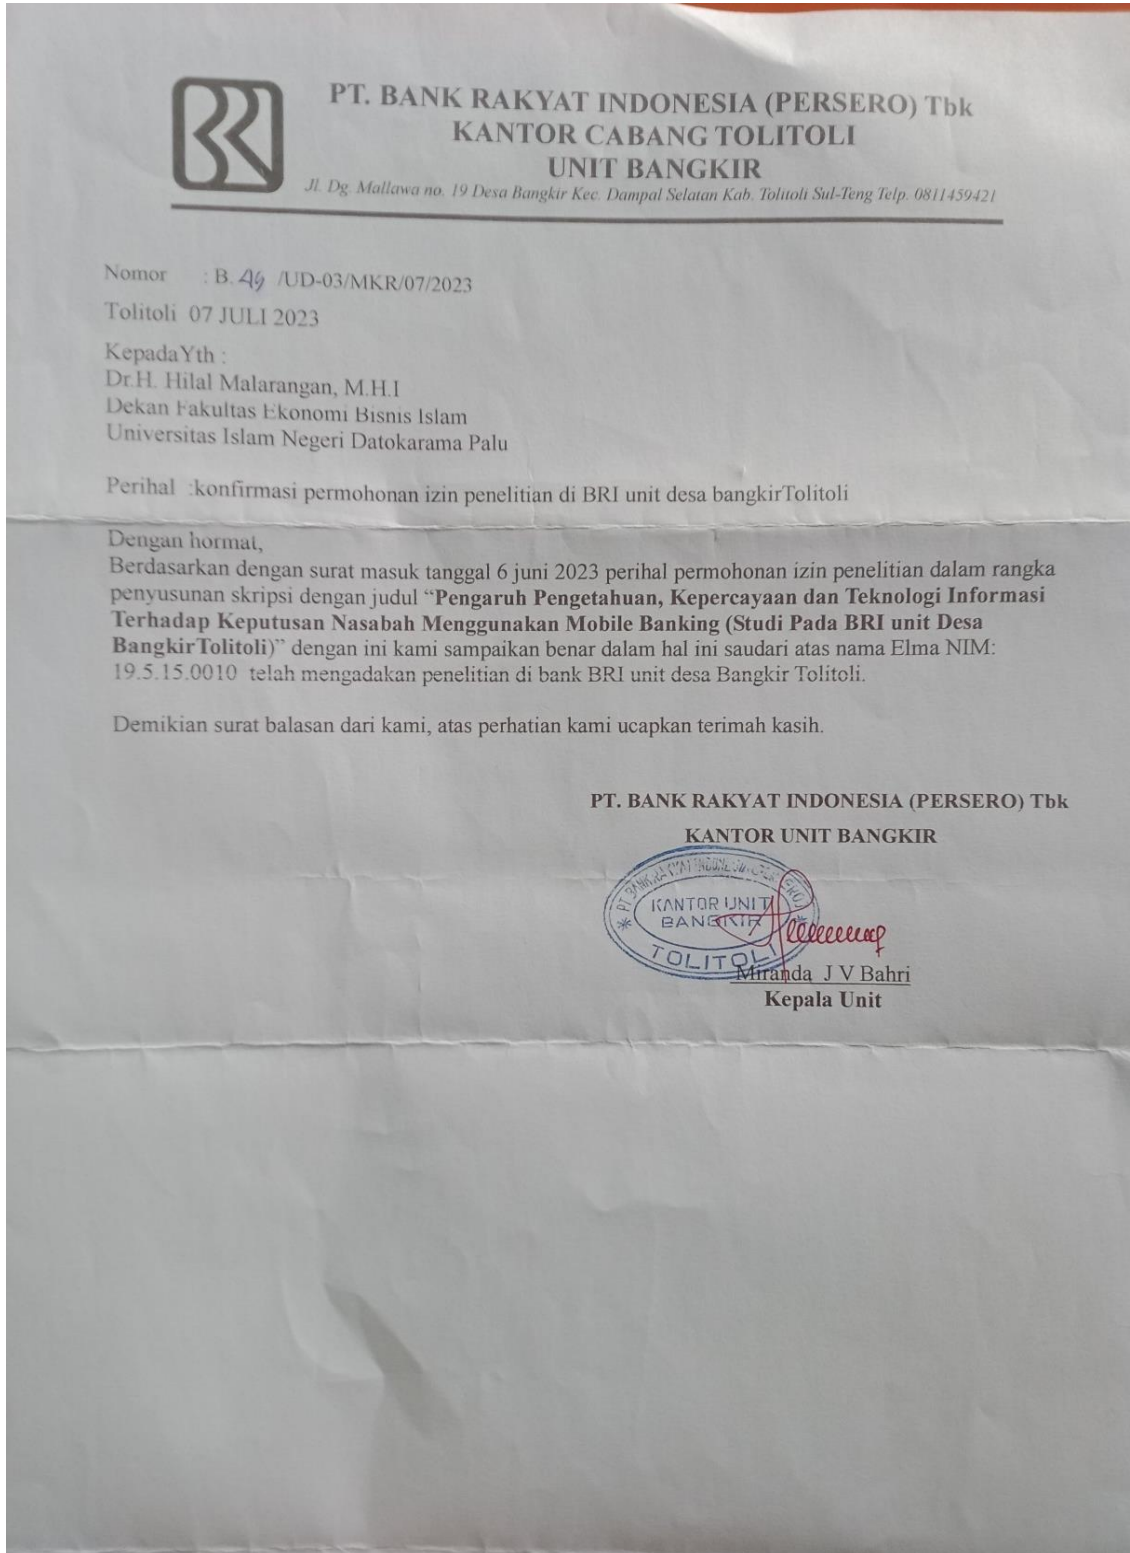 BRI
PT. BANK RAKYAT INDONESIA (PERSERO) Tbk
KANTOR CABANG TOLITOLI
UNIT BANGKIR
Jl. Dg. Mallawa no. 19 Desa Bangkir Kec. Dampal Selatan Kab. Tolitoli Sul-Teng Telp. 0811459421
Nomor : B. /UD-03/MKR/07/2023
Tolitoli 07 JULI 2023
KepadaYth :
Dr.H. Hilal Malarangan, M.H.I
Dekan Fakultas Ekonomi Bisnis Islam
Universitas Islam Negeri Datokarama Palu
Perihal :konfirmasi permohonan izin penelitian di BRI unit desa bangkirTolitoli
Dengan hormat,
Berdasarkan dengan surat masuk tanggal 6 juni 2023 perihal permohonan izin penelitian dalam rangka
penyusunan skripsi dengan judul “Pengaruh Pengetahuan, Kepercayaan dan Teknologi Informasi
Terhadap Keputusan Nasabah Menggunakan Mobile Banking (Studi Pada BRI unit Desa
BangkirTolitoli)” dengan ini kami sampaikan benar dalam hal ini saudari atas nama Elma NIM:
19.5.15.0010 telah mengadakan penelitian di bank BRI unit desa Bangkir Tolitoli.
Demikian surat balasan dari kami, atas perhatian kami ucapkan terimah kasih.
PT. BANK RAKYAT INDONESIA (PERSERO) Tbk
KANTOR UNIT BANGKIR
PT BANK RAKYAT INDONESIA (PERSERO)
KANTOR UNIT
BANGKIR
TOLITOLI
Miranda J V Bahri
Kepala Unit